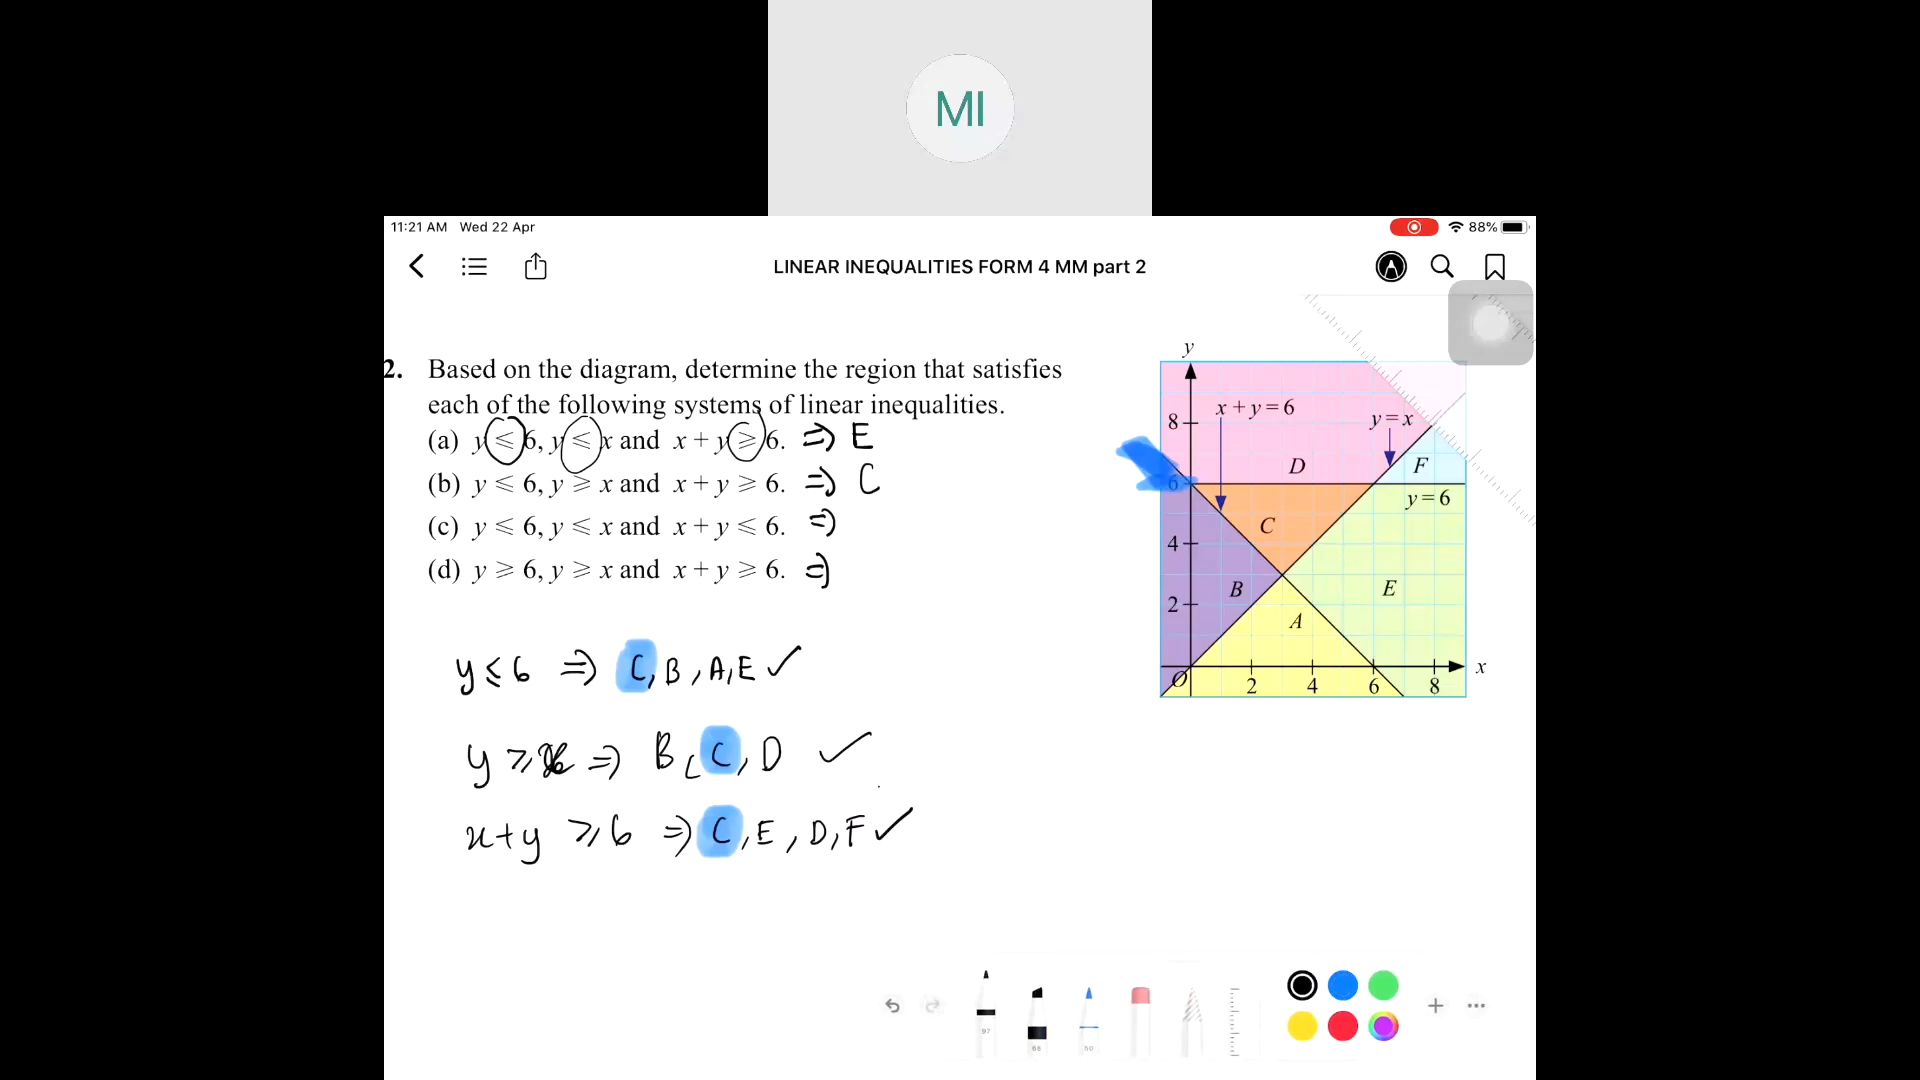 MI
11:21 AM Wed 22 Apr
88%
LINEAR INEQUALITIES FORM 4 MM part 2
2. Based on the diagram, determine the region that satisfies
each of the following systems of linear inequalities.
(a) y ⩽ 6, y ⩽ x and x + y ⩾ 6. ⇒ E
(b) y ⩽ 6, y ⩾ x and x + y ⩾ 6. ⇒ C
(c) y ⩽ 6, y ⩽ x and x + y ⩽ 6. ⇒
(d) y ⩾ 6, y ⩾ x and x + y ⩾ 6. ⇒
y ⩽ 6 ⇒ C, B, A, E ✓
y ⩾ x ⇒ B, C, D ✓
x+y ⩾ 6 ⇒ C, E, D, F ✓
y
8
x + y = 6
y = x
D
F
6
y = 6
C
4
B
E
2
A
x
O
2 4 6 8
97
68
50